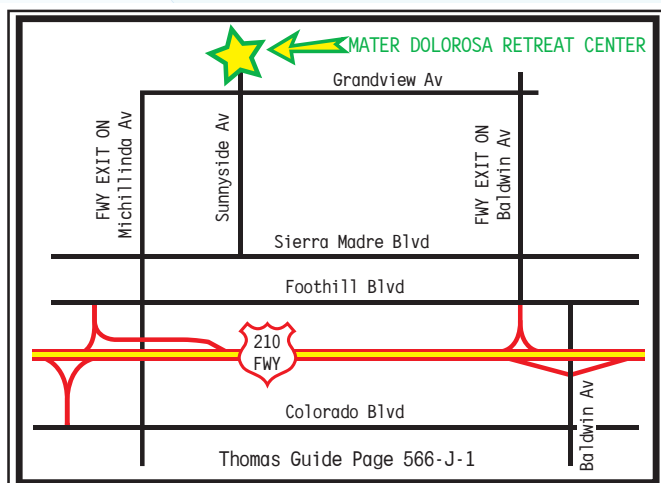 MATER DOLOROSA RETREAT CENTER
Grandview Av
FWY EXIT ON
Michillinda Av
Sunnyside Av
FWY EXIT ON
Baldwin Av
Sierra Madre Blvd
Foothill Blvd
210
FWY
Colorado Blvd
Baldwin Av
Thomas Guide Page 566-J-1